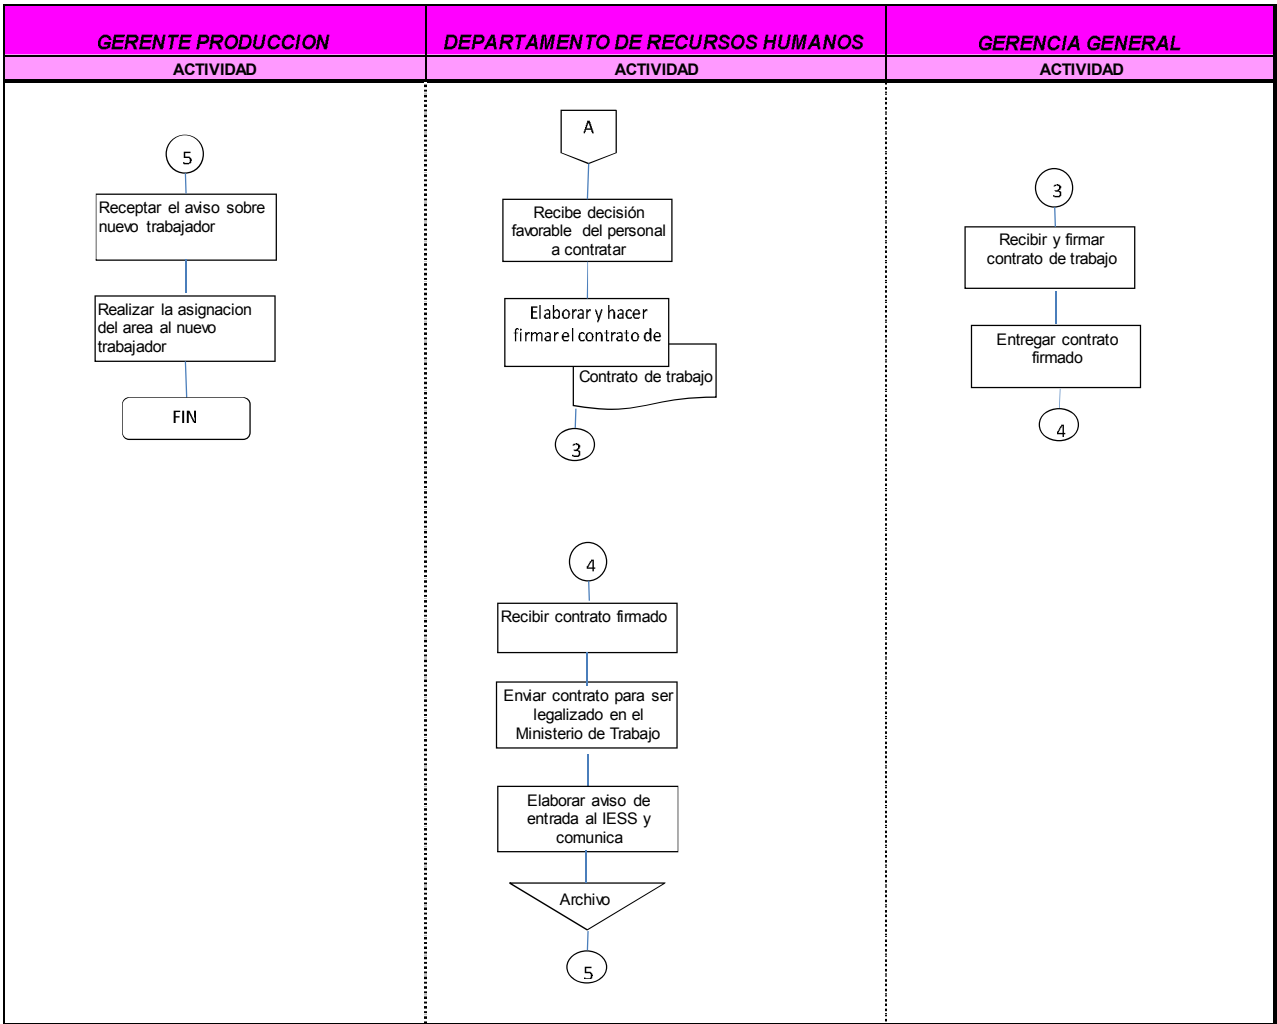 GERENTE PRODUCCION
DEPARTAMENTO DE RECURSOS HUMANOS
GERENCIA GENERAL
ACTIVIDAD
ACTIVIDAD
ACTIVIDAD
5
Receptar el aviso sobre
nuevo trabajador
Realizar la asignacion
del area al nuevo
trabajador
FIN
A
Recibe decisión
favorable del personal
a contratar
Elaborar y hacer
firmar el contrato de
Contrato de trabajo
3
4
Recibir contrato firmado
Enviar contrato para ser
legalizado en el
Ministerio de Trabajo
Elaborar aviso de
entrada al IESS y
comunica
Archivo
5
3
Recibir y firmar
contrato de trabajo
Entregar contrato
firmado
4